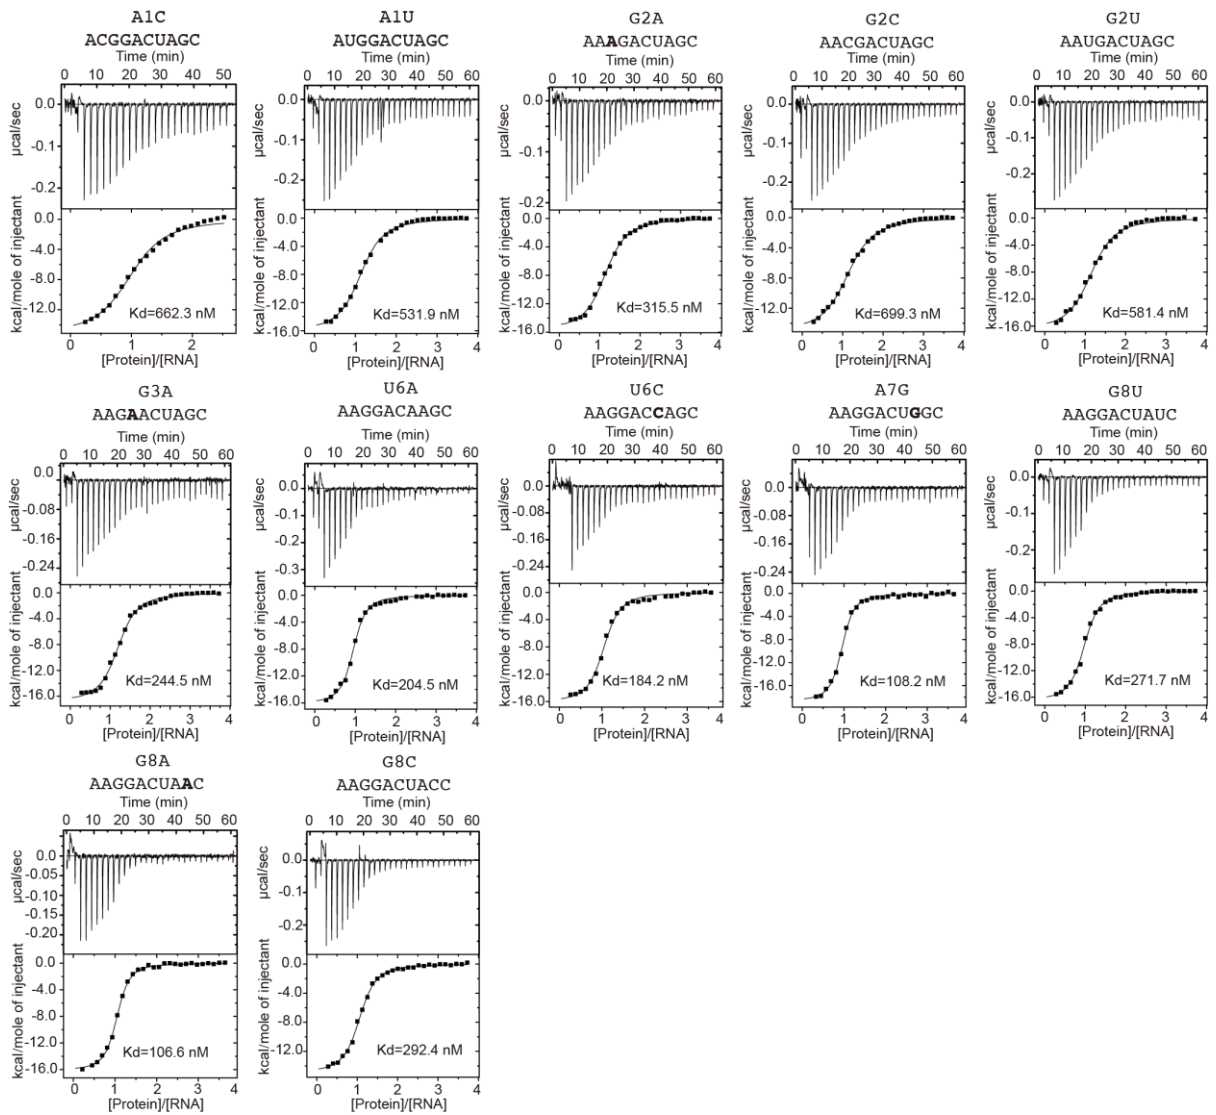 A1C
ACGGACUAGC
Time (min)
0 10 20 30 40 50
0.0
-0.1
-0.2
µcal/sec
0.0
-4.0
-8.0
-12.0
kcal/mole of injectant
Kd=662.3 nM
0 1 2
[Protein]/[RNA]
A1U
AUGGACUAGC
Time (min)
0 10 20 30 40 50 60
0.0
-0.1
-0.2
µcal/sec
0.0
-4.0
-8.0
-12.0
-16.0
kcal/mole of injectant
Kd=531.9 nM
0 1 2 3 4
[Protein]/[RNA]
G2A
AAAGACUAGC
Time (min)
0 10 20 30 40 50 60
0.0
-0.1
-0.2
µcal/sec
0.0
-4.0
-8.0
-12.0
-16.0
kcal/mole of injectant
Kd=315.5 nM
0 1 2 3 4
[Protein]/[RNA]
G2C
AACGACUAGC
Time (min)
0 10 20 30 40 50 60
0.0
-0.1
-0.2
µcal/sec
0.0
-4.0
-8.0
-12.0
kcal/mole of injectant
Kd=699.3 nM
0 1 2 3 4
[Protein]/[RNA]
G2U
AAUGACUAGC
Time (min)
0 10 20 30 40 50 60
0.0
-0.1
-0.2
µcal/sec
0.0
-4.0
-8.0
-12.0
-16.0
kcal/mole of injectant
Kd=581.4 nM
0 1 2 3 4
[Protein]/[RNA]
G3A
AAGAACUAGC
Time (min)
0 10 20 30 40 50 60
0.0
-0.08
-0.16
-0.24
µcal/sec
0.0
-4.0
-8.0
-12.0
-16.0
kcal/mole of injectant
Kd=244.5 nM
0 1 2 3 4
[Protein]/[RNA]
U6A
AAGGACAAGC
Time (min)
0 10 20 30 40 50 60
0.0
-0.1
-0.2
-0.3
µcal/sec
0.0
-4.0
-8.0
-12.0
-16.0
kcal/mole of injectant
Kd=204.5 nM
0 1 2 3 4
[Protein]/[RNA]
U6C
AAGGACCAGC
Time (min)
0 10 20 30 40 50 60
0.0
-0.08
-0.16
-0.24
µcal/sec
0.0
-4.0
-8.0
-12.0
-16.0
kcal/mole of injectant
Kd=184.2 nM
0 1 2 3 4
[Protein]/[RNA]
A7G
AAGGACUGGC
Time (min)
0 10 20 30 40 50 60
0.0
-0.08
-0.16
-0.24
µcal/sec
0.0
-4.0
-8.0
-12.0
-16.0
kcal/mole of injectant
Kd=108.2 nM
0 1 2 3 4
[Protein]/[RNA]
G8U
AAGGACUAUC
Time (min)
0 10 20 30 40 50 60
0.0
-0.1
-0.2
µcal/sec
0.0
-4.0
-8.0
-12.0
-16.0
kcal/mole of injectant
Kd=271.7 nM
0 1 2 3 4
[Protein]/[RNA]
G8A
AAGGACUAAC
Time (min)
0 10 20 30 40 50 60
0.0
-0.05
-0.10
-0.15
-0.20
µcal/sec
0.0
-4.0
-8.0
-12.0
-16.0
kcal/mole of injectant
Kd=106.6 nM
0 1 2 3 4
[Protein]/[RNA]
G8C
AAGGACUACC
Time (min)
0 10 20 30 40 50 60
0.0
-0.1
-0.2
µcal/sec
0.0
-4.0
-8.0
-12.0
kcal/mole of injectant
Kd=292.4 nM
0 1 2 3 4
[Protein]/[RNA]